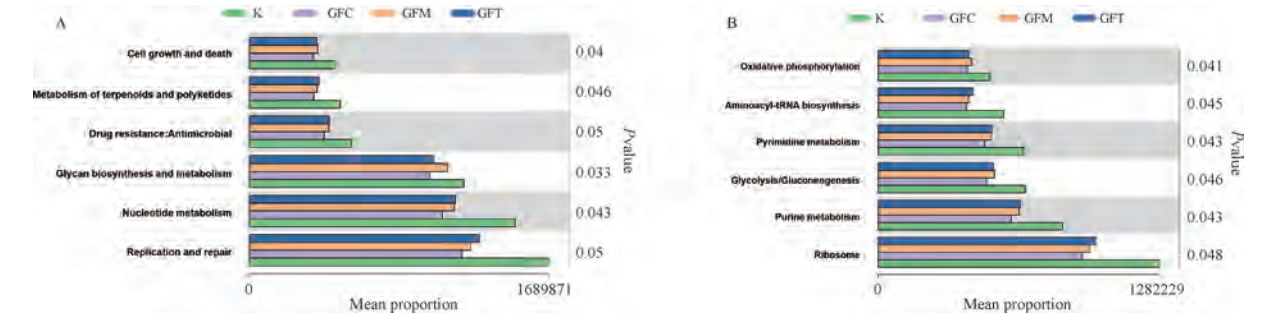 A
K GFC GFM GFT
Cell growth and death 0.04
Metabolism of terpenoids and polyketides 0.046
Drug resistance:Antimicrobial 0.05
Glycan biosynthesis and metabolism 0.033
Nucleotide metabolism 0.043
Replication and repair 0.05
Pvalue
0 1689871
Mean proportion
B
K GFC GFM GFT
Oxidative phosphorylation 0.041
Aminoacyl-tRNA biosynthesis 0.045
Pyrimidine metabolism 0.043
Glycolysis/Gluconengenesis 0.046
Purine metabolism 0.043
Ribosome 0.048
Pvalue
0 1282229
Mean proportion